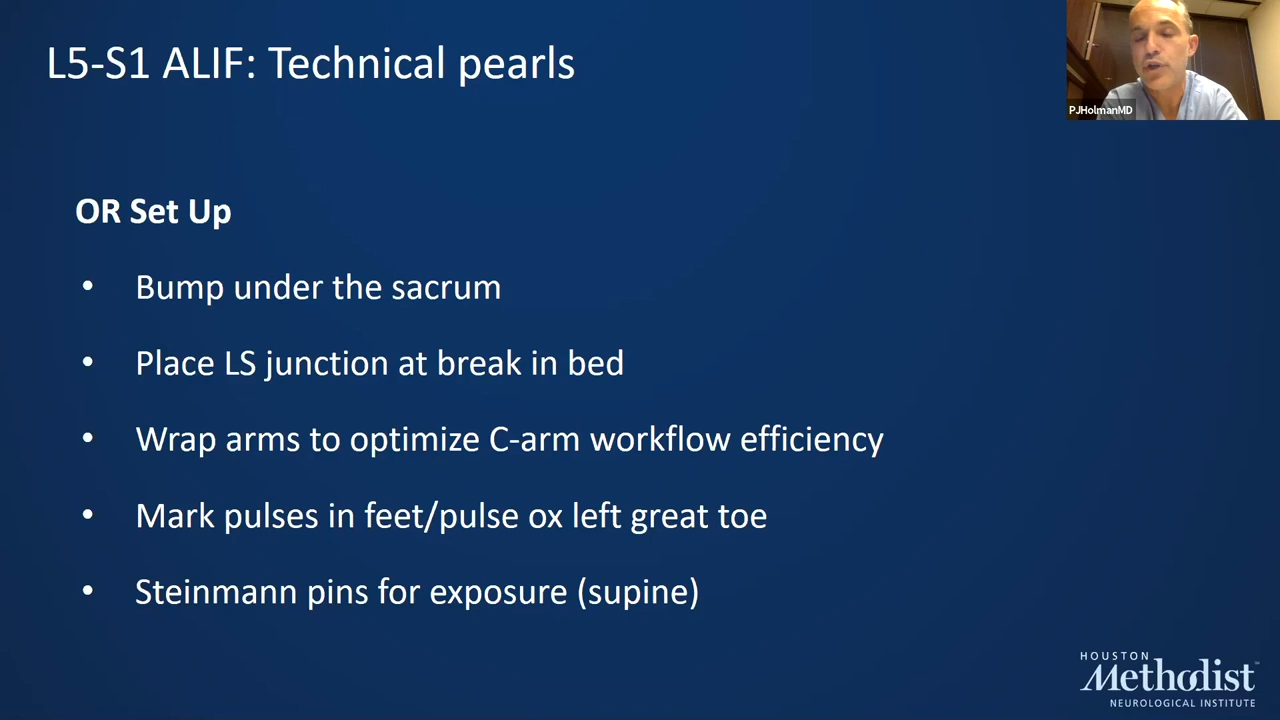 L5-S1 ALIF: Technical pearls
PJHolmanMD
OR Set Up
• Bump under the sacrum
• Place LS junction at break in bed
• Wrap arms to optimize C-arm workflow efficiency
• Mark pulses in feet/pulse ox left great toe
• Steinmann pins for exposure (supine)
HOUSTON
Methodist
NEUROLOGICAL INSTITUTE